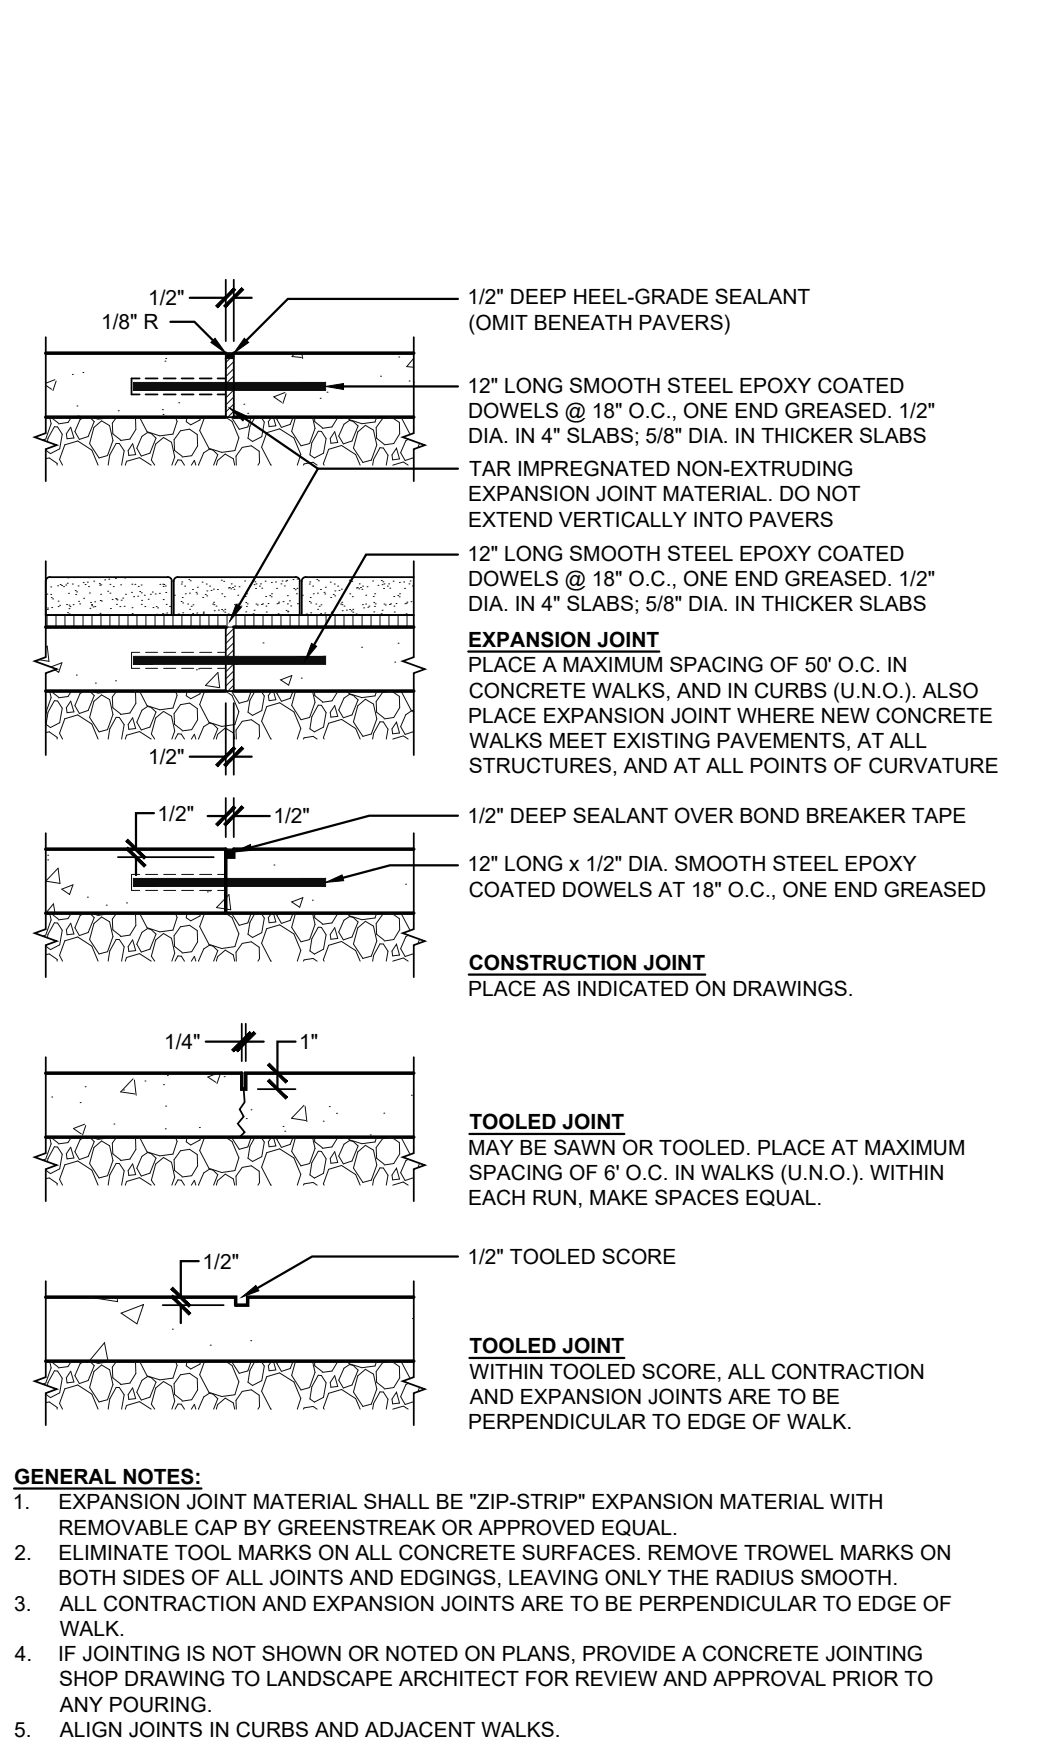 1/2"
1/8" R
1/2" DEEP HEEL-GRADE SEALANT
(OMIT BENEATH PAVERS)
12" LONG SMOOTH STEEL EPOXY COATED
DOWELS @ 18" O.C., ONE END GREASED. 1/2"
DIA. IN 4" SLABS; 5/8" DIA. IN THICKER SLABS
TAR IMPREGNATED NON-EXTRUDING
EXPANSION JOINT MATERIAL. DO NOT
EXTEND VERTICALLY INTO PAVERS
12" LONG SMOOTH STEEL EPOXY COATED
DOWELS @ 18" O.C., ONE END GREASED. 1/2"
DIA. IN 4" SLABS; 5/8" DIA. IN THICKER SLABS
EXPANSION JOINT
PLACE A MAXIMUM SPACING OF 50' O.C. IN
CONCRETE WALKS, AND IN CURBS (U.N.O.). ALSO
PLACE EXPANSION JOINT WHERE NEW CONCRETE
WALKS MEET EXISTING PAVEMENTS, AT ALL
STRUCTURES, AND AT ALL POINTS OF CURVATURE
1/2"
1/2"
1/2"
1/2" DEEP SEALANT OVER BOND BREAKER TAPE
12" LONG x 1/2" DIA. SMOOTH STEEL EPOXY
COATED DOWELS AT 18" O.C., ONE END GREASED
CONSTRUCTION JOINT
PLACE AS INDICATED ON DRAWINGS.
1/4"
1"
TOOLED JOINT
MAY BE SAWN OR TOOLED. PLACE AT MAXIMUM
SPACING OF 6' O.C. IN WALKS (U.N.O.). WITHIN
EACH RUN, MAKE SPACES EQUAL.
1/2"
1/2" TOOLED SCORE
TOOLED JOINT
WITHIN TOOLED SCORE, ALL CONTRACTION
AND EXPANSION JOINTS ARE TO BE
PERPENDICULAR TO EDGE OF WALK.
GENERAL NOTES:
1. EXPANSION JOINT MATERIAL SHALL BE "ZIP-STRIP" EXPANSION MATERIAL WITH
REMOVABLE CAP BY GREENSTREAK OR APPROVED EQUAL.
2. ELIMINATE TOOL MARKS ON ALL CONCRETE SURFACES. REMOVE TROWEL MARKS ON
BOTH SIDES OF ALL JOINTS AND EDGINGS, LEAVING ONLY THE RADIUS SMOOTH.
3. ALL CONTRACTION AND EXPANSION JOINTS ARE TO BE PERPENDICULAR TO EDGE OF
WALK.
4. IF JOINTING IS NOT SHOWN OR NOTED ON PLANS, PROVIDE A CONCRETE JOINTING
SHOP DRAWING TO LANDSCAPE ARCHITECT FOR REVIEW AND APPROVAL PRIOR TO
ANY POURING.
5. ALIGN JOINTS IN CURBS AND ADJACENT WALKS.